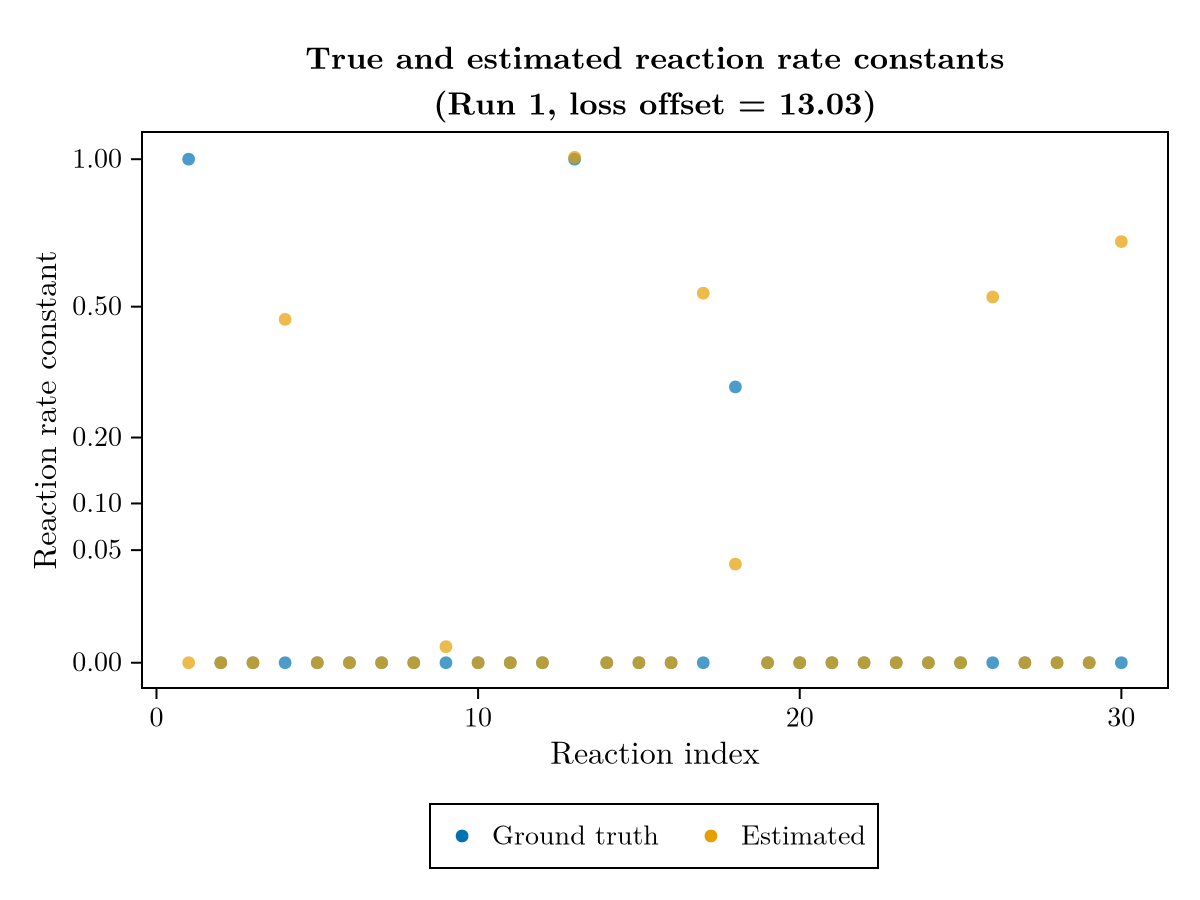 True and estimated reaction rate constants
(Run 1, loss offset = 13.03)
Reaction rate constant
1.00
0.50
0.20
0.10
0.05
0.00
0 10 20 30
Reaction index
Ground truth Estimated